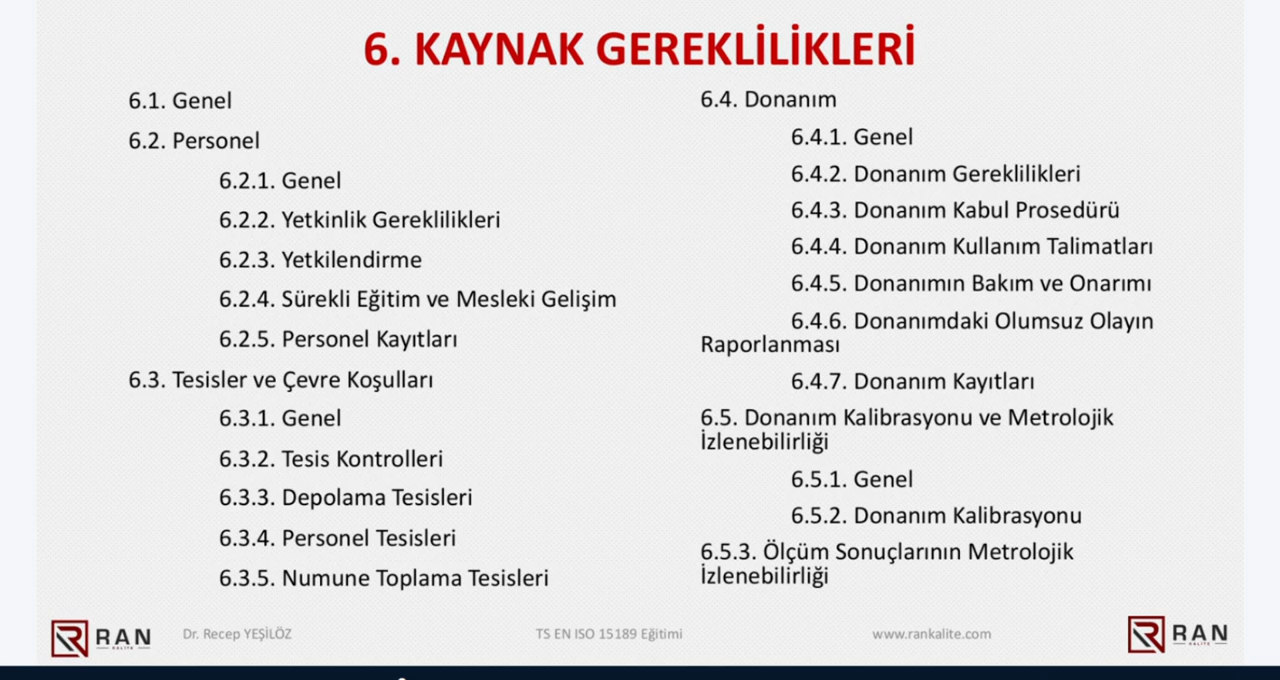 6. KAYNAK GEREKLİLİKLERİ
6.1. Genel
6.2. Personel
6.2.1. Genel
6.2.2. Yetkinlik Gereklilikleri
6.2.3. Yetkilendirme
6.2.4. Sürekli Eğitim ve Mesleki Gelişim
6.2.5. Personel Kayıtları
6.3. Tesisler ve Çevre Koşulları
6.3.1. Genel
6.3.2. Tesis Kontrolleri
6.3.3. Depolama Tesisleri
6.3.4. Personel Tesisleri
6.3.5. Numune Toplama Tesisleri
6.4. Donanım
6.4.1. Genel
6.4.2. Donanım Gereklilikleri
6.4.3. Donanım Kabul Prosedürü
6.4.4. Donanım Kullanım Talimatları
6.4.5. Donanımın Bakım ve Onarımı
6.4.6. Donanımdaki Olumsuz Olayın
Raporlanması
6.4.7. Donanım Kayıtları
6.5. Donanım Kalibrasyonu ve Metrolojik
İzlenebilirliği
6.5.1. Genel
6.5.2. Donanım Kalibrasyonu
6.5.3. Ölçüm Sonuçlarının Metrolojik
İzlenebilirliği
RAN
KALİTE
Dr. Recep YEŞİLÖZ
TS EN ISO 15189 Eğitimi
www.rankalite.com
RAN
KALİTE